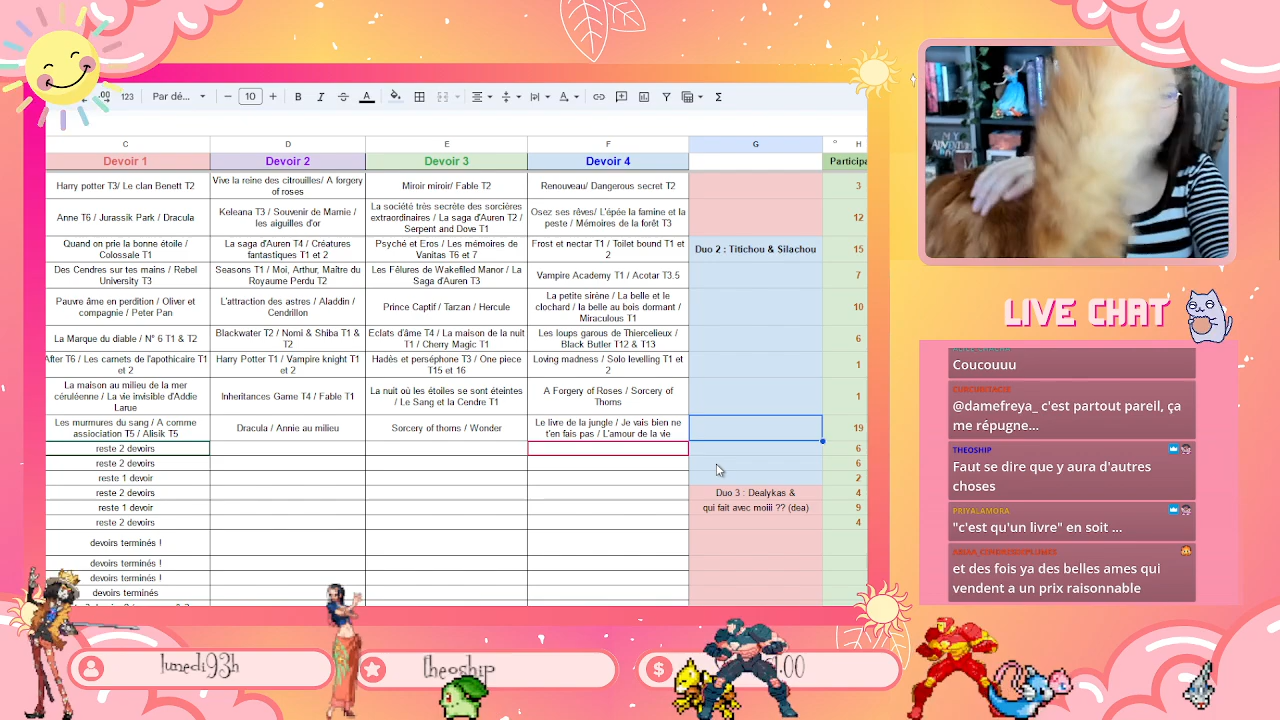 .00 123 Par dé... 10 B I A Σ
C D E F G H
Devoir 1 Devoir 2 Devoir 3 Devoir 4 Participa
Harry potter T3/ Le clan Benett T2
Vive la reine des citrouilles/ A forgery
of roses
Miroir miroir/ Fable T2
Renouveau/ Dangerous secret T2
3
Anne T6 / Jurassik Park / Dracula
Keleana T3 / Souvenir de Mamie /
les aiguilles d'or
La société très secrète des sorcières
extraordinaires / La saga d'Auren T2 /
Serpent and Dove T1
Osez ses rêves/ L'épée la famine et la
peste / Mémoires de la forêt T3
12
Quand on prie la bonne étoile /
Colossale T1
La saga d'Auren T4 / Créatures
fantastiques T1 et 2
Psyché et Eros / Les mémoires de
Vanitas T6 et 7
Frost et nectar T1 / Toilet bound T1 et
2
Duo 2 : Titichou & Silachou
15
Des Cendres sur tes mains / Rebel
University T3
Seasons T1 / Moi, Arthur, Maître du
Royaume Perdu T2
Les Fêlures de Wakefiled Manor / La
Saga d'Auren T3
Vampire Academy T1 / Acotar T3.5
7
Pauvre âme en perdition / Oliver et
compagnie / Peter Pan
L'attraction des astres / Aladdin /
Cendrillon
Prince Captif / Tarzan / Hercule
La petite sirène / La belle et le
clochard / la belle au bois dormant /
Miraculous T1
10
La Marque du diable / N° 6 T1 & T2
Blackwater T2 / Nomi & Shiba T1 &
T2
Eclats d'âme T4 / La maison de la nuit
T1 / Cherry Magic T1
Les loups garous de Thiercelieux /
Black Butler T12 & T13
6
After T6 / Les carnets de l'apothicaire T1
et 2
Harry Potter T1 / Vampire knight T1
et 2
Hadès et perséphone T3 / One piece
T15 et 16
Loving madness / Solo levelling T1 et
2
1
La maison au milieu de la mer
céruléenne / La vie invisible d'Addie
Larue
Inheritances Game T4 / Fable T1
La nuit où les étoiles se sont éteintes
/ Le Sang et la Cendre T1
A Forgery of Roses / Sorcery of
Thorns
1
Les murmures du sang / A comme
assiociation T5 / Alisik T5
Dracula / Annie au milieu
Sorcery of thorns / Wonder
Le livre de la jungle / Je vais bien ne
t'en fais pas / L'amour de la vie
19
reste 2 devoirs 6
reste 2 devoirs 6
reste 1 devoir 2
reste 2 devoirs Duo 3 : Dealykas & 4
reste 1 devoir qui fait avec moiii ?? (dea) 9
reste 2 devoirs 4
devoirs terminés !
devoirs terminés !
devoirs terminés !
devoirs terminés
MY
LIVE CHAT
Coucouuu
@damefreya_ c'est partout pareil, ça
me répugne...
THEOSHIP
Faut se dire que y aura d'autres
choses
PRIYALAMORA
"c'est qu'un livre" en soit ...
et des fois ya des belles ames qui
vendent a un prix raisonnable
lunedi93h
theoship
$